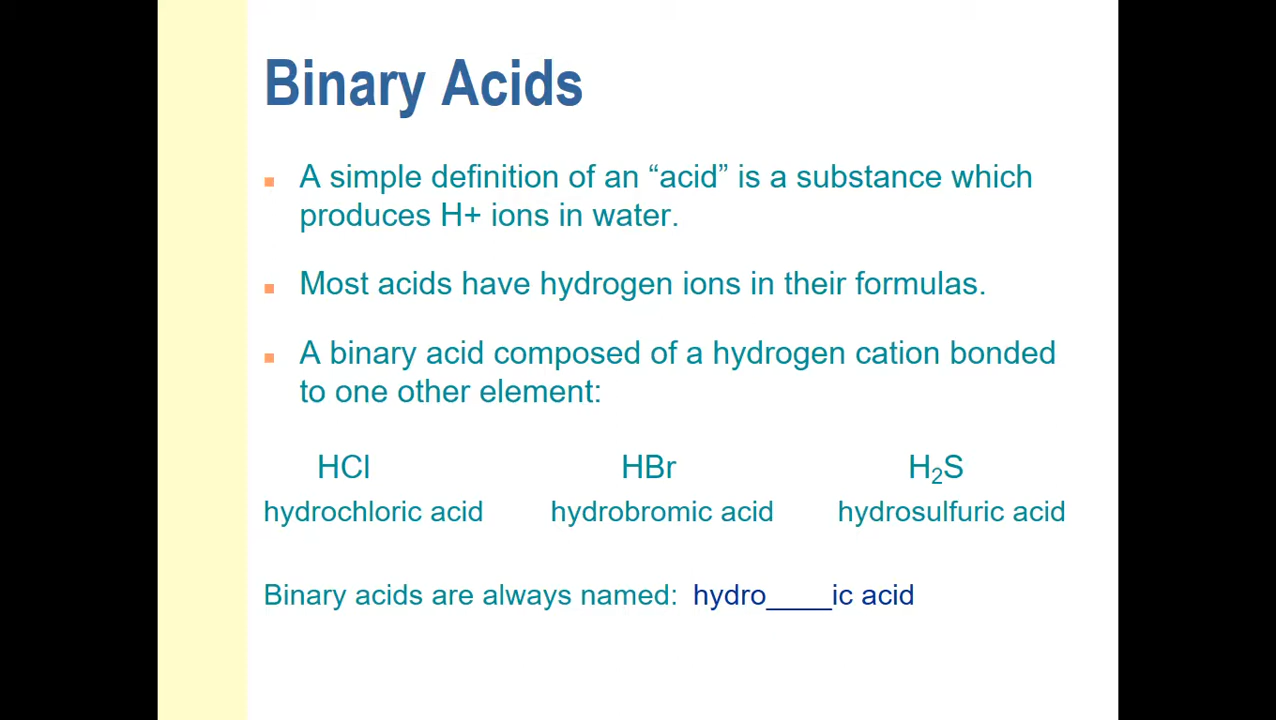 Binary Acids
▪ A simple definition of an “acid” is a substance which
produces H+ ions in water.
▪ Most acids have hydrogen ions in their formulas.
▪ A binary acid composed of a hydrogen cation bonded
to one other element:
HCl HBr H₂S
hydrochloric acid hydrobromic acid hydrosulfuric acid
Binary acids are always named: hydro____ic acid